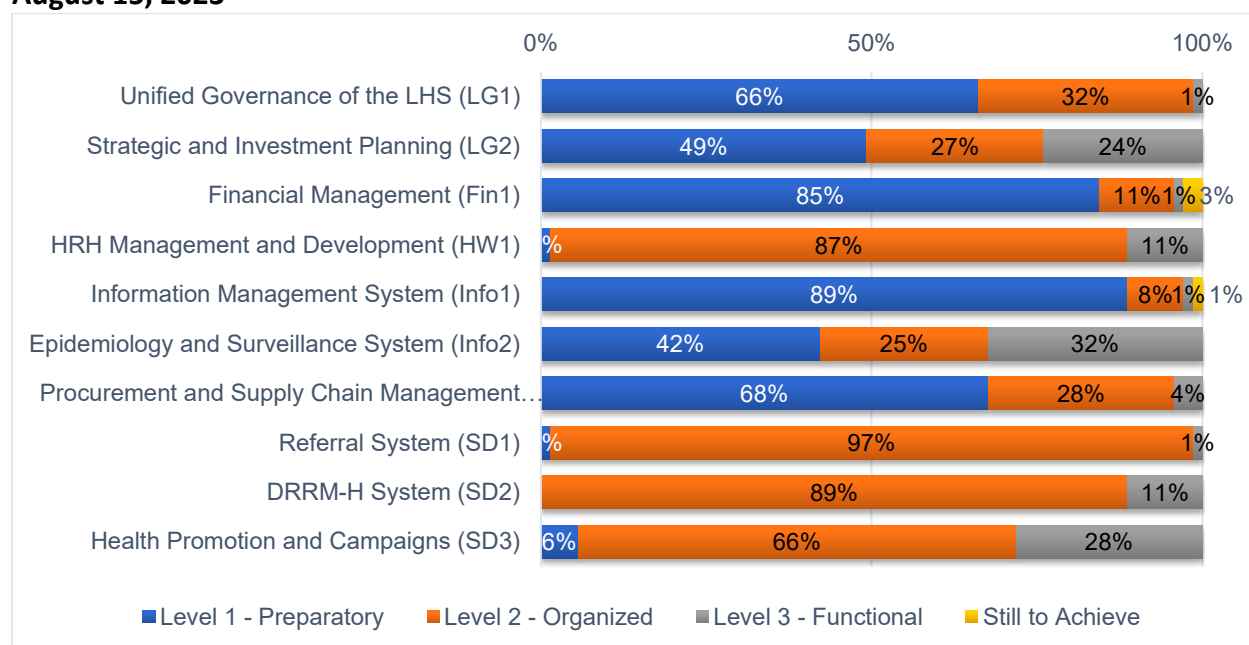 0% 50% 100%
Unified Governance of the LHS (LG1) 66% 32% 1%
Strategic and Investment Planning (LG2) 49% 27% 24%
Financial Management (Fin1) 85% 11% 1% 3%
HRH Management and Development (HW1) % 87% 11%
Information Management System (Info1) 89% 8% 1% 1%
Epidemiology and Surveillance System (Info2) 42% 25% 32%
Procurement and Supply Chain Management… 68% 28% 4%
Referral System (SD1) % 97% 1%
DRRM-H System (SD2) 89% 11%
Health Promotion and Campaigns (SD3) 6% 66% 28%
Level 1 - Preparatory Level 2 - Organized Level 3 - Functional Still to Achieve